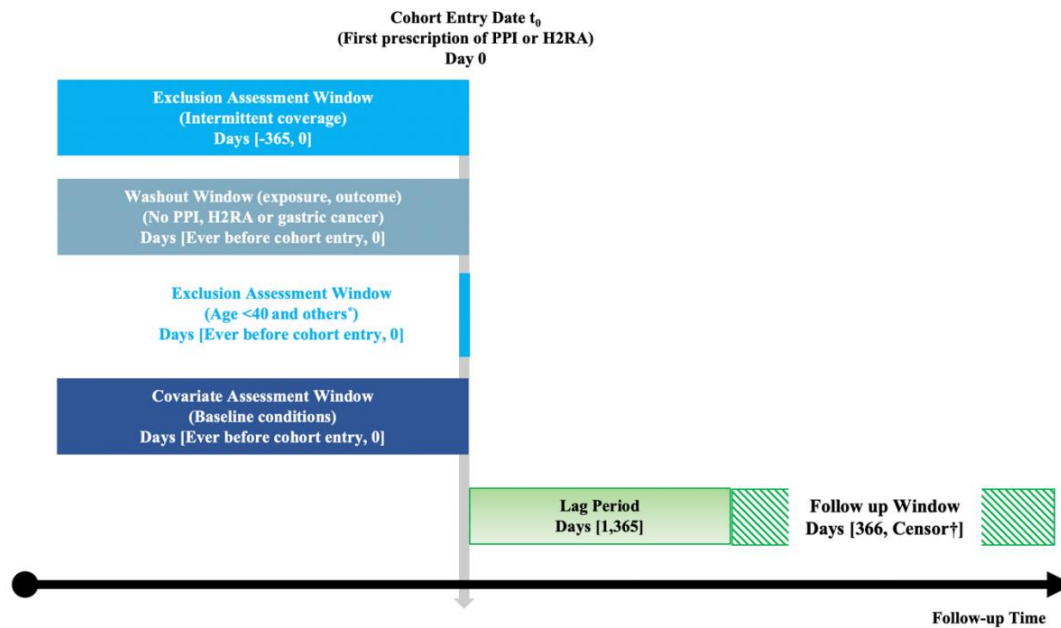 Cohort Entry Date t₀
(First prescription of PPI or H2RA)
Day 0
Exclusion Assessment Window
(Intermittent coverage)
Days [-365, 0]
Washout Window (exposure, outcome)
(No PPI, H2RA or gastric cancer)
Days [Ever before cohort entry, 0]
Exclusion Assessment Window
(Age <40 and others*)
Days [Ever before cohort entry, 0]
Covariate Assessment Window
(Baseline conditions)
Days [Ever before cohort entry, 0]
Lag Period
Days [1,365]
Follow up Window
Days [366, Censor†]
Follow-up Time